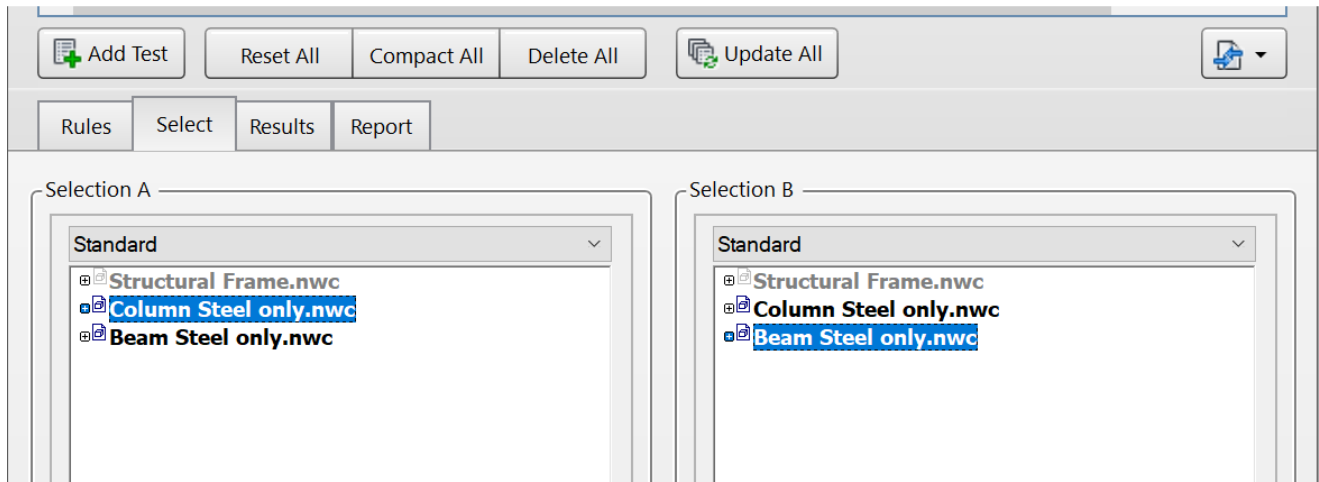 Add Test Reset All Compact All Delete All Update All
Rules Select Results Report
Selection A
Standard
Structural Frame.nwc
Column Steel only.nwc
Beam Steel only.nwc
Selection B
Standard
Structural Frame.nwc
Column Steel only.nwc
Beam Steel only.nwc